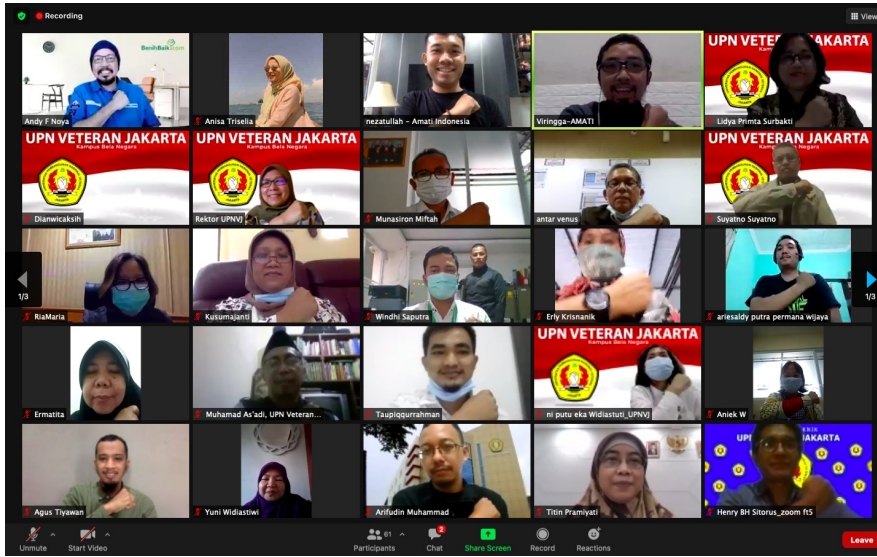 Recording
View
BenihBaik.com
Andy F Noya
Anisa Triselia
nezatullah - Amati Indonesia
Viringga-AMATI
UPN VETERAN JAKARTA
Lidya Primta Surbakti
UPN VETERAN JAKARTA
Kampus Bela Negara
Dianwicaksih
UPN VETERAN JAKARTA
Kampus Bela Negara
Rektor UPNVJ
Munasiron Miftah
antar venus
UPN VETERAN JAKARTA
Kampus Bela Negara
Suyatno Suyatno
1/3
RiaMaria
Kusumajanti
Windhi Saputra
Erly Krisnanik
ariesaldy putra permana wijaya
1/3
Ermatita
Muhamad As'adi, UPN Veteran...
Taupiqqurrahman
UPN VETERAN JAKARTA
Kampus Bela Negara
ni putu eka Widiastuti_UPNVJ
Aniek W
Agus Tiyawan
Yuni Widiastiwi
Arifudin Muhammad
Titin Pramiyati
Henry BH Sitorus_zoom ft5
Unmute
Start Video
61
Participants
2
Chat
Share Screen
Record
Reactions
Leave